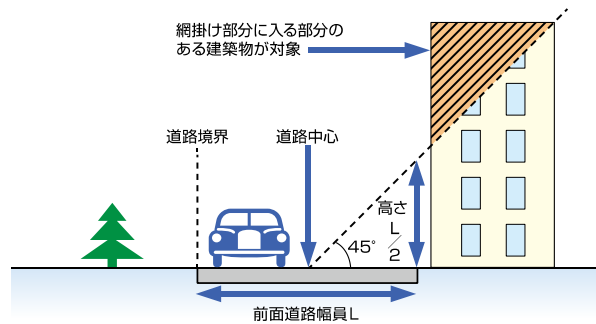 網掛け部分に入る部分の
ある建築物が対象
道路境界
道路中心
高さ
L/2
45°
前面道路幅員L